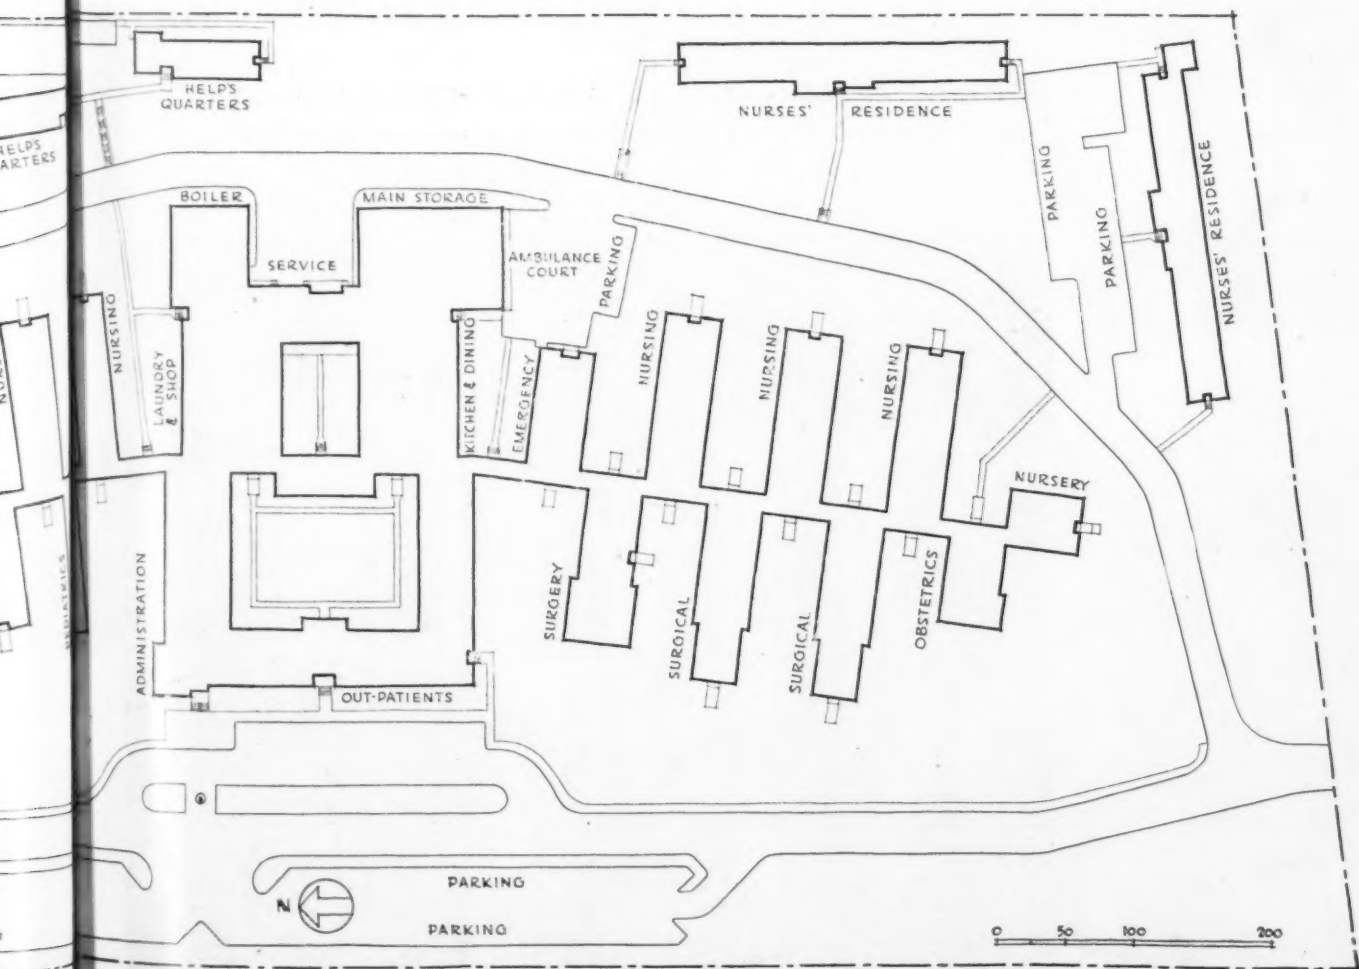 HELP'S
QUARTERS
NURSES' RESIDENCE
BOILER
MAIN STORAGE
PARKING
PARKING
NURSES' RESIDENCE
SERVICE
AMBULANCE
COURT
PARKING
NURSING
LAUNDRY
& SHOP
KITCHEN & DINING
EMERGENCY
NURSING
NURSING
NURSING
NURSERY
ADMINISTRATION
SURGERY
SURGICAL
SURGICAL
OBSTETRICS
OUT-PATIENTS
PARKING
N
PARKING
0 50 100 200